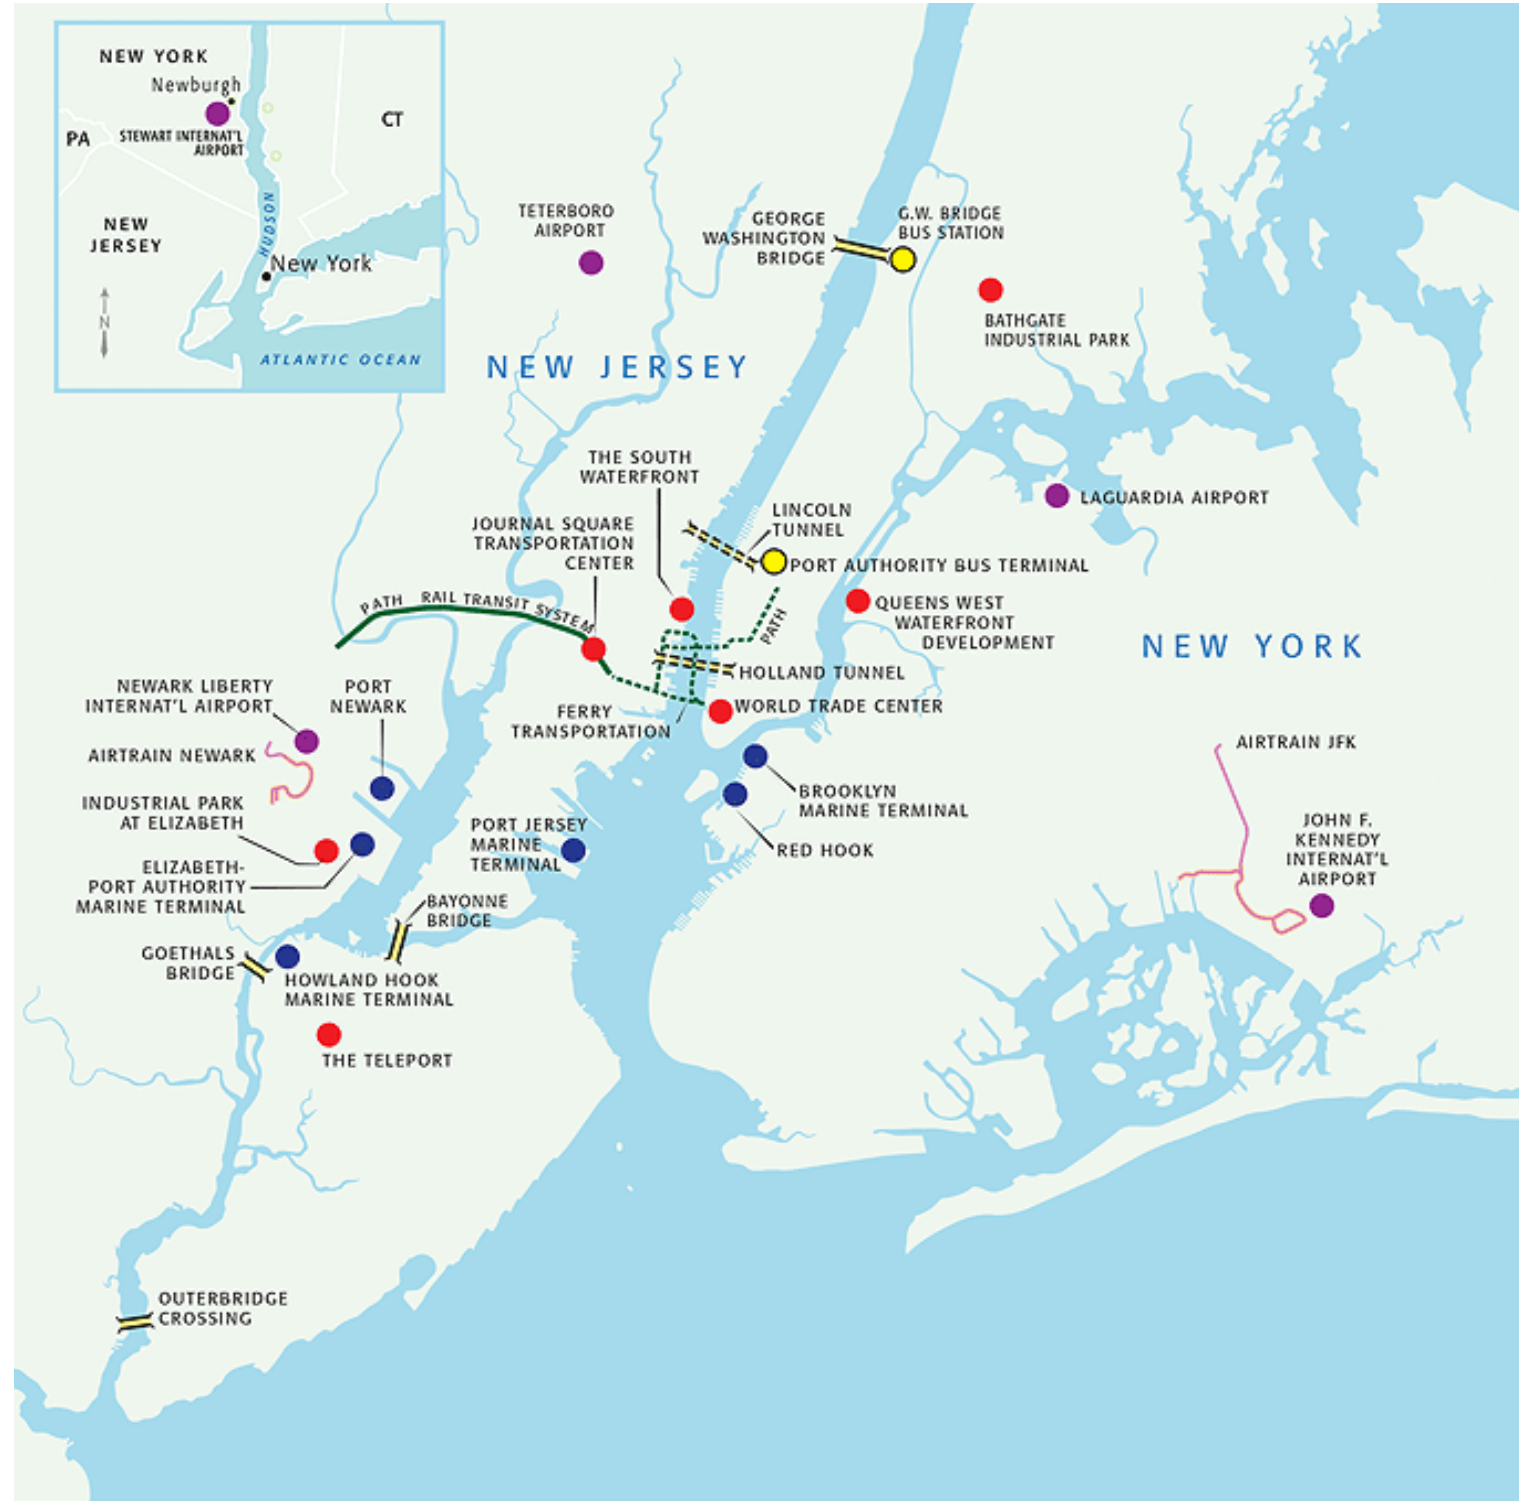 NEW YORK
Newburgh
STEWART INTERNAT'L
AIRPORT
PA
CT
NEW
JERSEY
HUDSON
New York
N
ATLANTIC OCEAN
TETERBORO
AIRPORT
GEORGE
WASHINGTON
BRIDGE
G.W. BRIDGE
BUS STATION
BATHGATE
INDUSTRIAL PARK
NEW JERSEY
THE SOUTH
WATERFRONT
LAGUARDIA AIRPORT
JOURNAL SQUARE
TRANSPORTATION
CENTER
LINCOLN
TUNNEL
PORT AUTHORITY BUS TERMINAL
PATH RAIL TRANSIT SYSTEM
PATH
QUEENS WEST
WATERFRONT
DEVELOPMENT
NEW YORK
HOLLAND TUNNEL
NEWARK LIBERTY
INTERNAT'L AIRPORT
PORT
NEWARK
FERRY
TRANSPORTATION
WORLD TRADE CENTER
AIRTRAIN NEWARK
AIRTRAIN JFK
INDUSTRIAL PARK
AT ELIZABETH
BROOKLYN
MARINE TERMINAL
PORT JERSEY
MARINE
TERMINAL
RED HOOK
JOHN F.
KENNEDY
INTERNAT'L
AIRPORT
ELIZABETH-
PORT AUTHORITY
MARINE TERMINAL
BAYONNE
BRIDGE
GOETHALS
BRIDGE
HOWLAND HOOK
MARINE TERMINAL
THE TELEPORT
OUTERBRIDGE
CROSSING